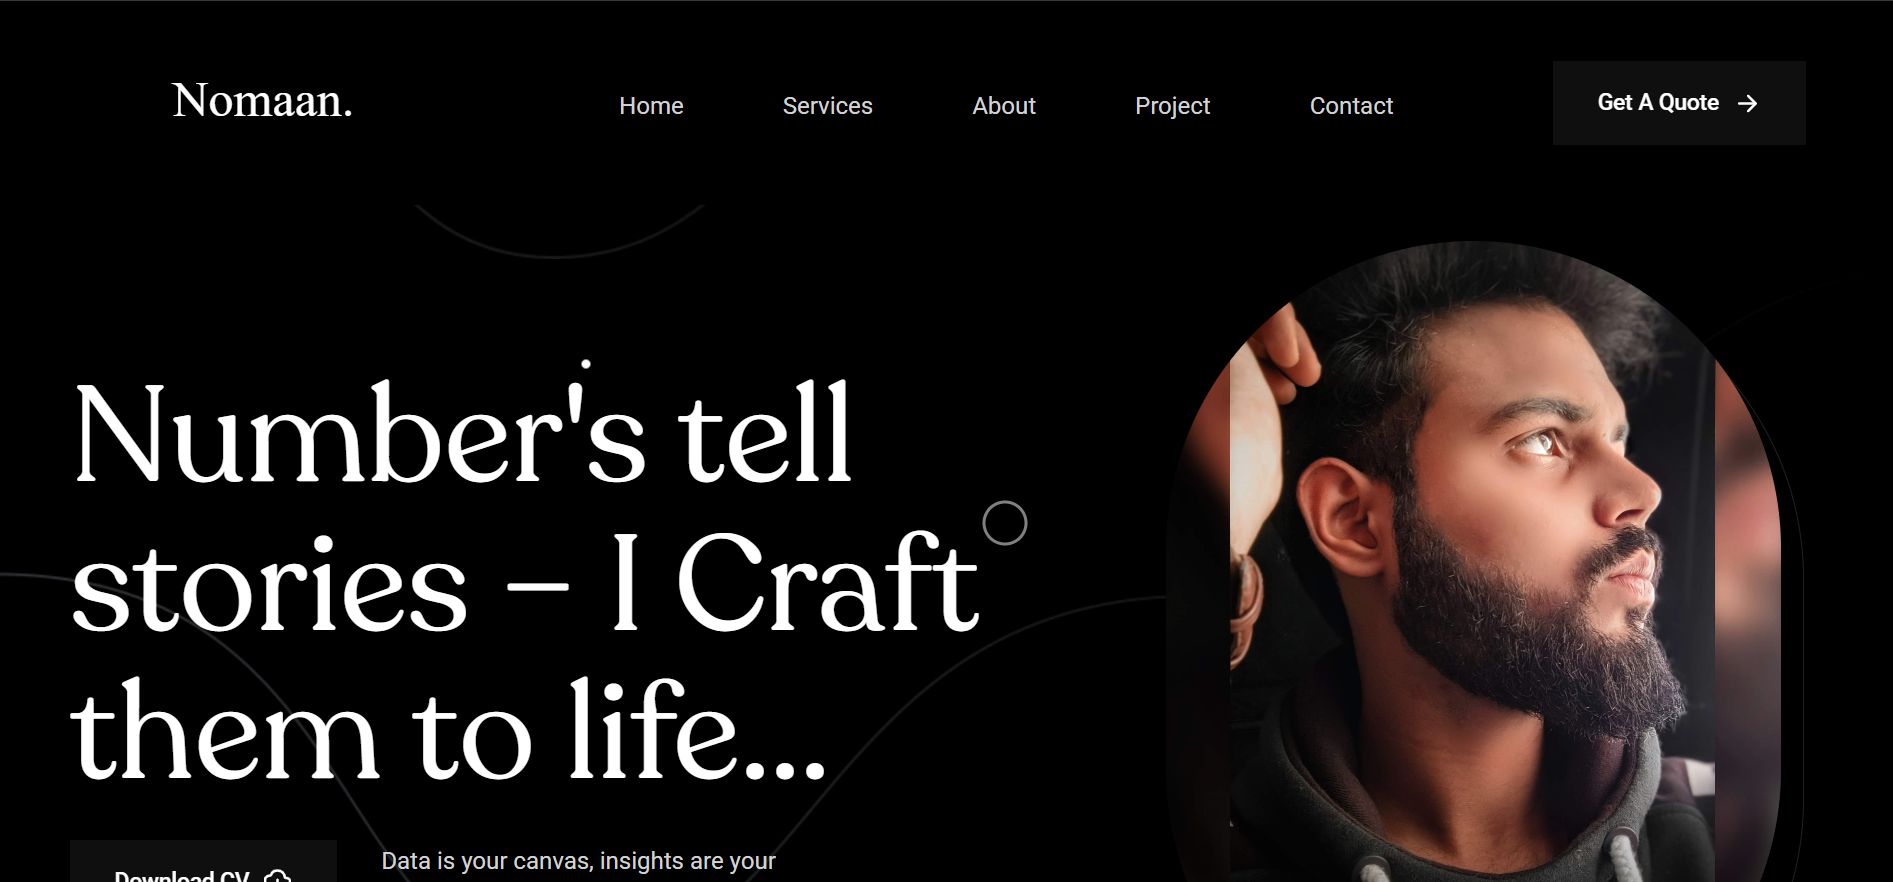 Nomaan.
Home Services About Project Contact
Get A Quote
Number's tell
stories – I Craft
them to life...
Download CV
Data is your canvas, insights are your